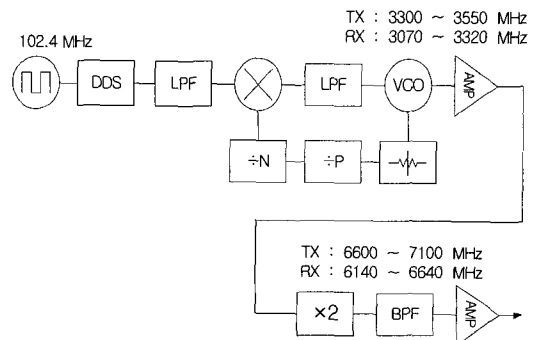 TX : 3300 ~ 3550 MHz
RX : 3070 ~ 3320 MHz
102.4 MHz
DDS
LPF
LPF
VCO
AMP
÷N
÷P
TX : 6600 ~ 7100 MHz
RX : 6140 ~ 6640 MHz
×2
BPF
AMP